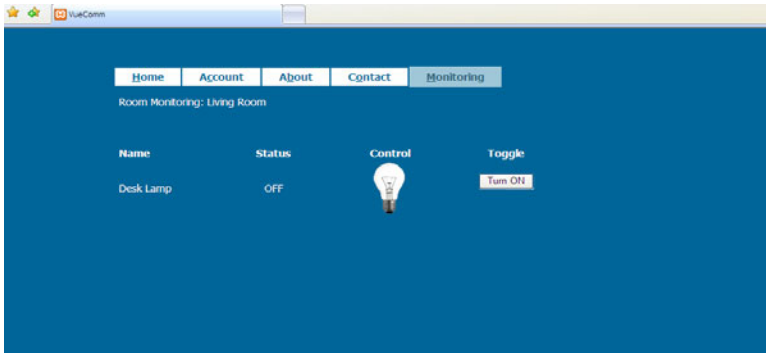 VueComm
Home Account About Contact Monitoring
Room Monitoring: Living Room
Name Status Control Toggle
Desk Lamp OFF Turn ON